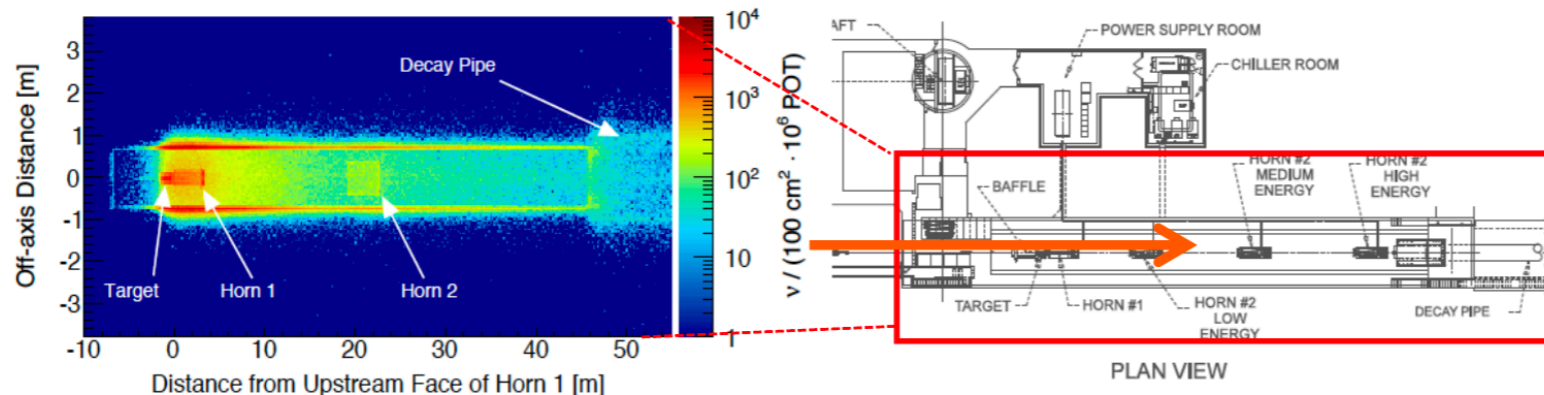 Off-axis Distance [m]
3
2
1
0
-1
-2
-3
Decay Pipe
Target
Horn 1
Horn 2
-10
0
10
20
30
40
50
Distance from Upstream Face of Horn 1 [m]
10⁴
10³
10²
10
1
ν / (100 cm² · 10⁶ POT)
AFT
POWER SUPPLY ROOM
CHILLER ROOM
BAFFLE
HORN #2
MEDIUM
ENERGY
HORN #2
HIGH
ENERGY
TARGET
HORN #1
HORN #2
LOW
ENERGY
DECAY PIPE
PLAN VIEW